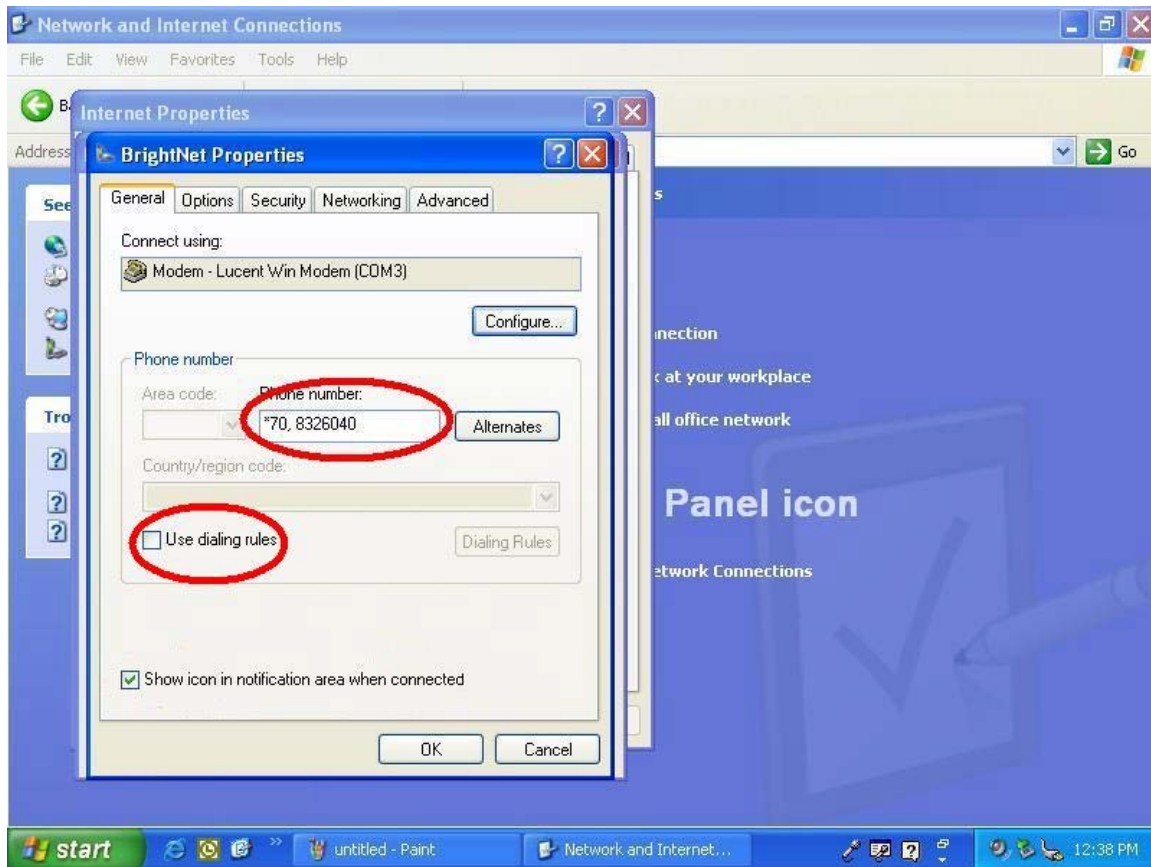 Network and Internet Connections
File Edit View Favorites Tools Help
Internet Properties
Address
Go
BrightNet Properties
General Options Security Networking Advanced
See
s
Connect using:
Modem - Lucent Win Modem (COM3)
Configure...
nnection
Phone number
k at your workplace
Area code: Phone number:
Tro
all office network
*70, 8326040
Alternates
Country/region code:
Panel icon
Use dialing rules
Dialing Rules
etwork Connections
Show icon in notification area when connected
OK Cancel
start
untitled - Paint
Network and Internet...
12:38 PM